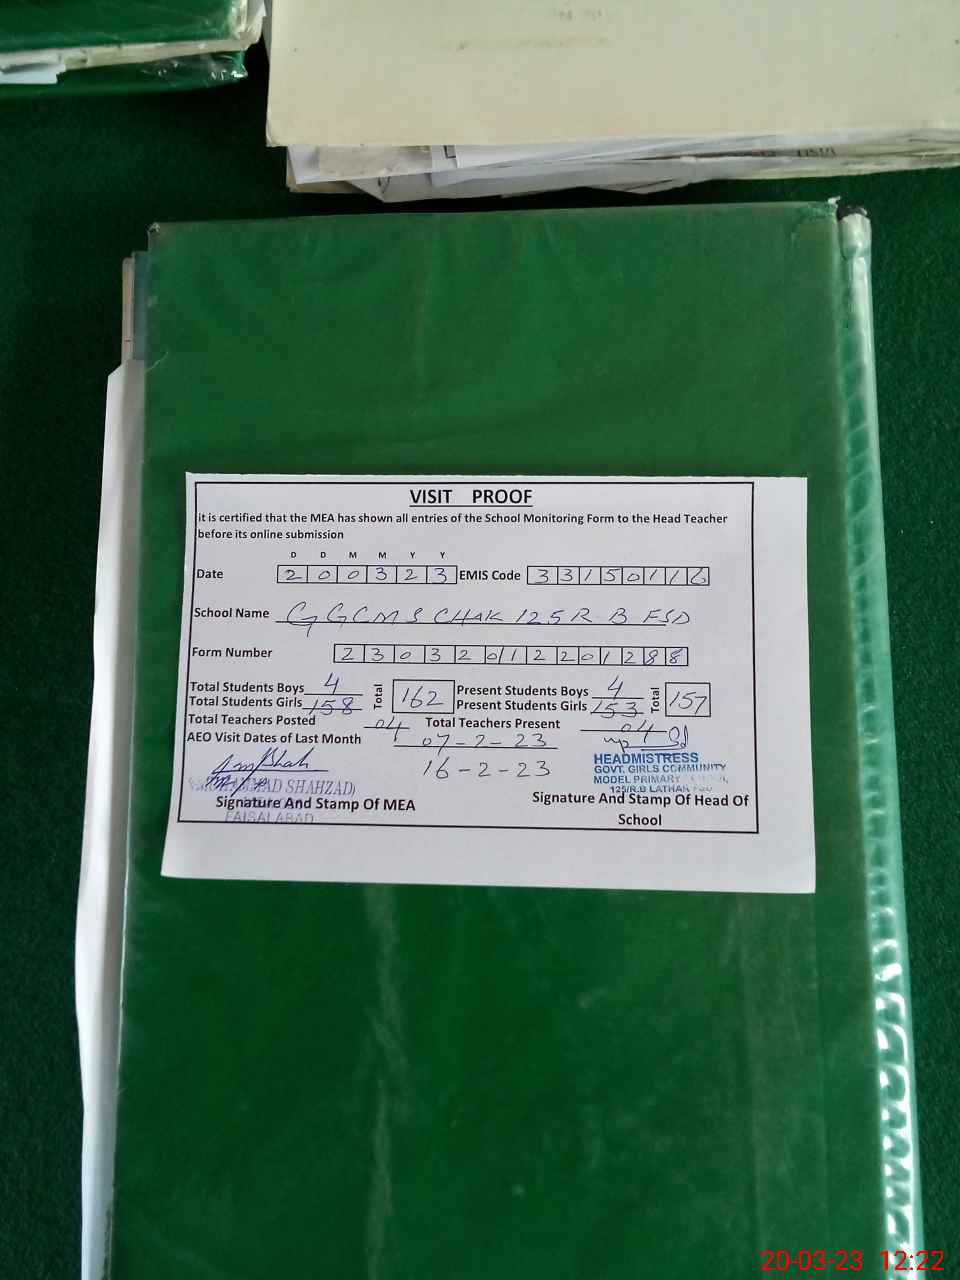 VISIT PROOF
it is certified that the MEA has shown all entries of the School Monitoring Form to the Head Teacher
before its online submission
D D M M Y Y
Date 2 0 0 3 2 3 EMIS Code 3 3 1 5 0 1 1 6
School Name GGCMS CHAK 125 R B FSD
Form Number 2 3 0 3 2 0 1 2 2 0 1 2 8 8
Total Students Boys 4 Total 162 Present Students Boys 4 Total 157
Total Students Girls 158 Present Students Girls 153
Total Teachers Posted 04 Total Teachers Present 04
AEO Visit Dates of Last Month 07-2-23
16-2-23
HEADMISTRESS
GOVT. GIRLS COMMUNITY
MODEL PRIMARY
125/R.B LATHAR
SHAHZAD)
Signature And Stamp Of MEA
FAISALABAD
Signature And Stamp Of Head Of
School
20-03-23 12:22